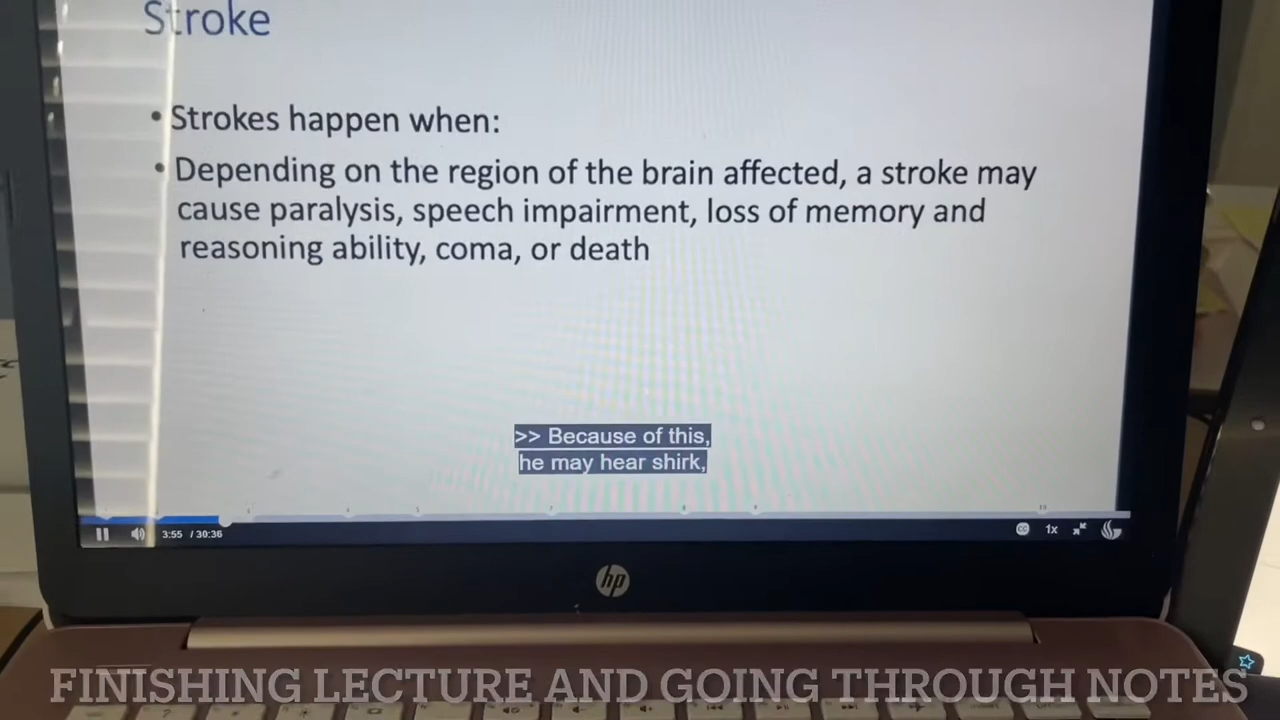 Stroke
• Strokes happen when:
• Depending on the region of the brain affected, a stroke may
cause paralysis, speech impairment, loss of memory and
reasoning ability, coma, or death
>> Because of this,
he may hear shirk,
3:55 / 30:36
CC
1x
hp
FINISHING LECTURE AND GOING THROUGH NOTES